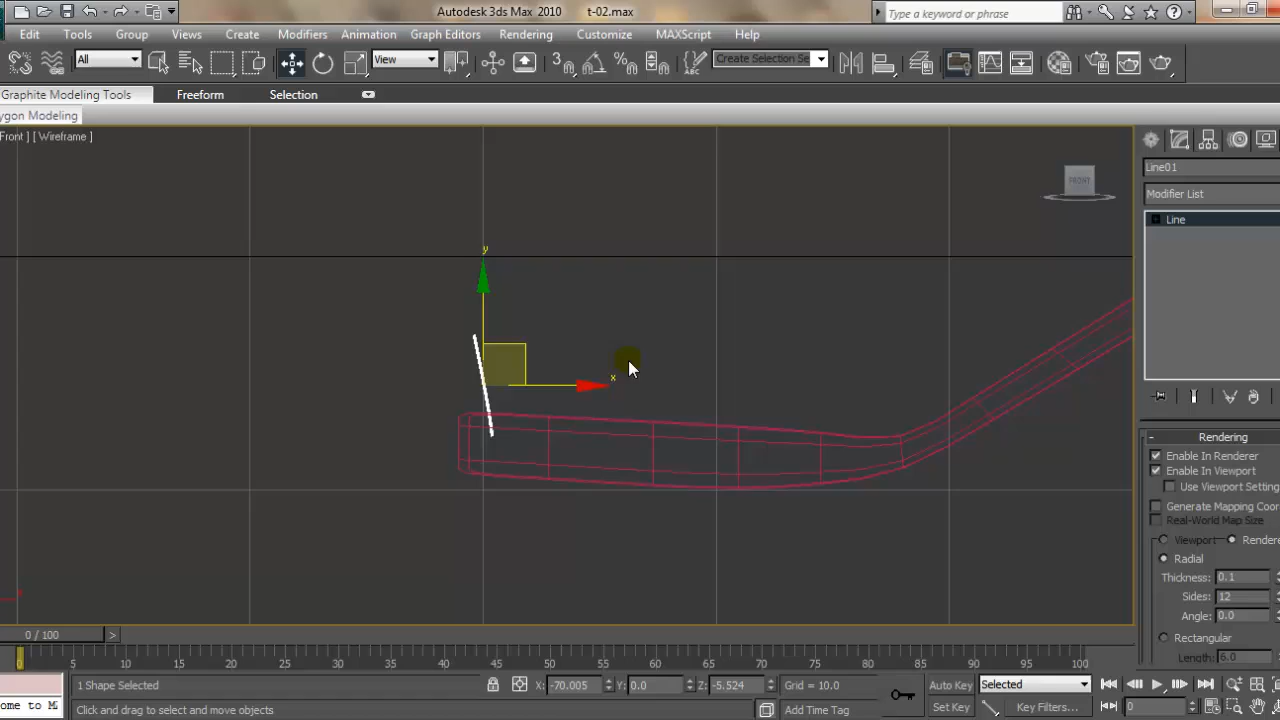 Autodesk 3ds Max 2010 t-02.max
Type a keyword or phrase
Edit Tools Group Views Create Modifiers Animation Graph Editors Rendering Customize MAXScript Help
All View Create Selection Se
Graphite Modeling Tools Freeform Selection
ygon Modeling
Front ] [ Wireframe ]
FRONT
Line01
Modifier List
Line
y
x
Rendering
Enable In Renderer
Enable In Viewport
Use Viewport Setting
Generate Mapping Coor
Real-World Map Size
Viewport Rendere
Radial
Thickness: 0.1
Sides: 12
Angle: 0.0
Rectangular
Length: 6.0
0 / 100 >
0 5 10 15 20 25 30 35 40 45 50 55 60 65 70 75 80 85 90 95 100
1 Shape Selected X: -70.005 Y: 0.0 Z: -5.524 Grid = 10.0 Auto Key Selected
ome to M Click and drag to select and move objects Add Time Tag Set Key Key Filters... 0